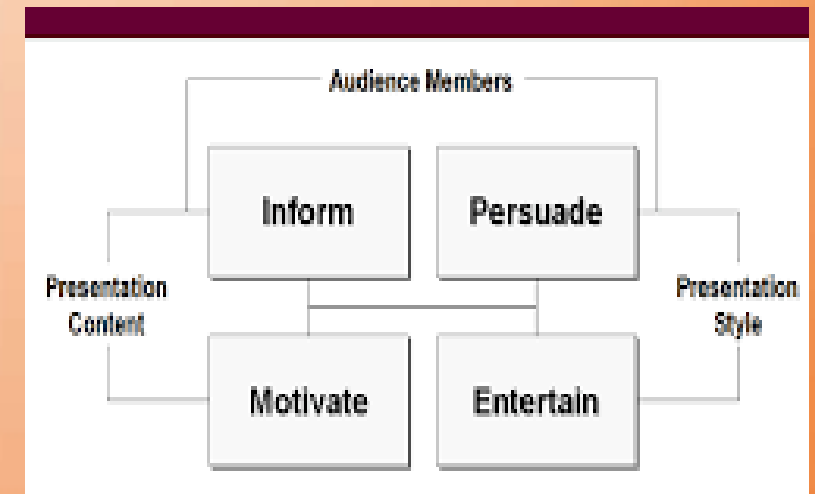 Audience Members
Inform
Persuade
Presentation
Content
Presentation
Style
Motivate
Entertain